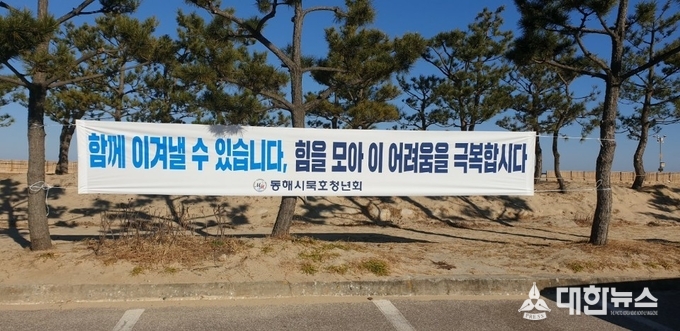 함께 이겨낼 수 있습니다, 힘을 모아 이 어려움을 극복합시다
동해시묵호청년회
PRESS 대한뉴스